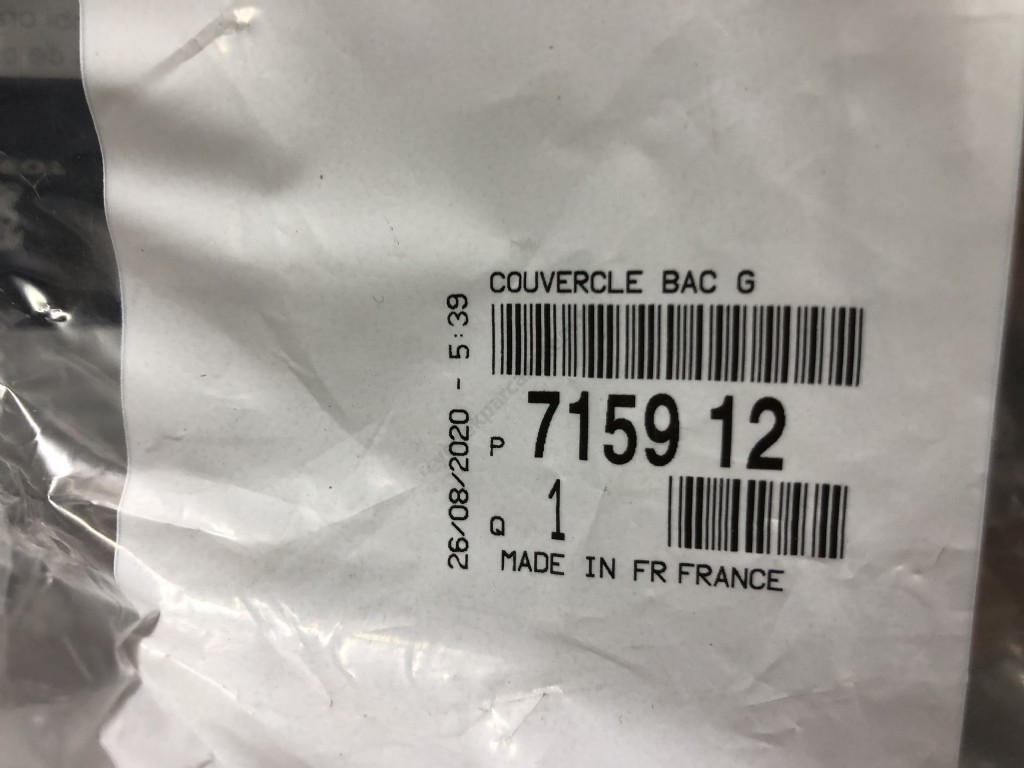 COUVERCLE BAC G
26/08/2020 - 5:39
P 7159 12
Q 1
MADE IN FR FRANCE